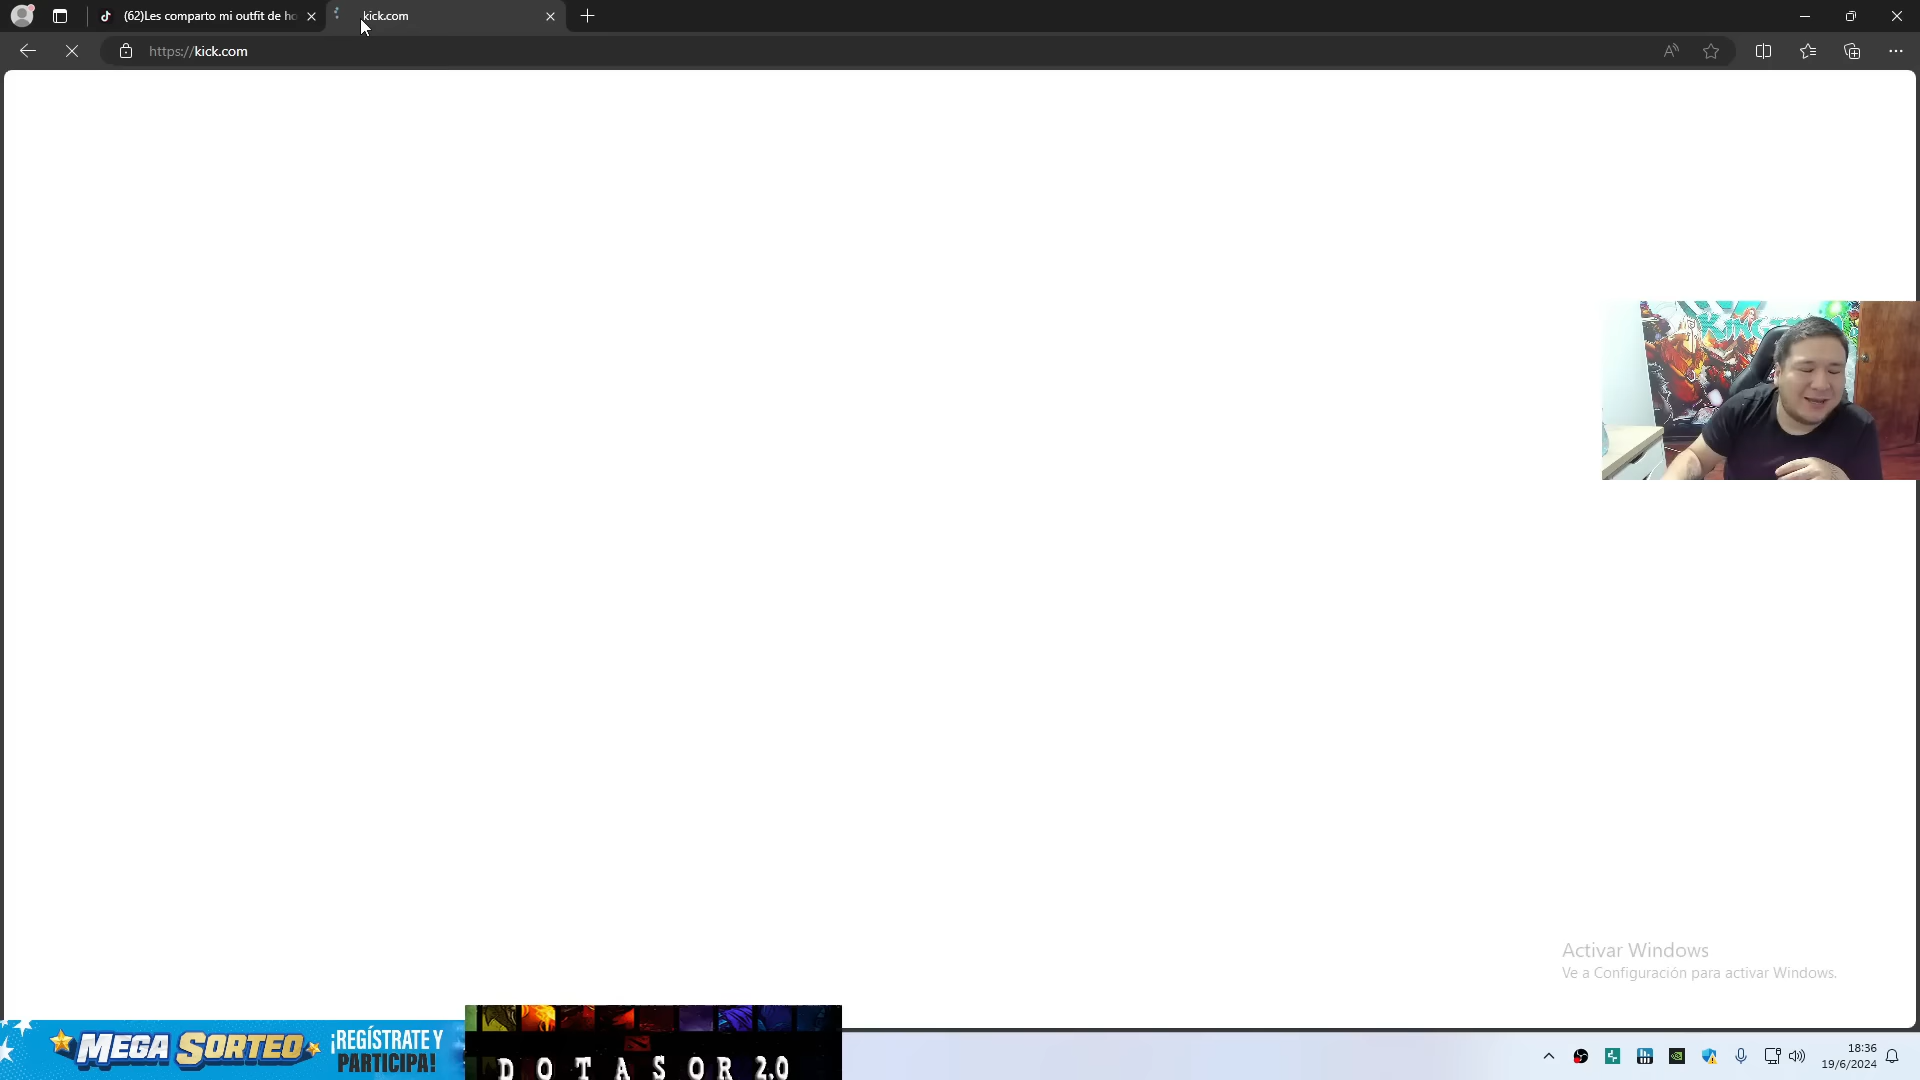 (62)Les comparto mi outfit de ho
kick.com
https://kick.com
Activar Windows
Ve a Configuración para activar Windows.
MEGA SORTEO
¡REGÍSTRATE Y
PARTICIPA!
DOTASOR 2.0
18:36
19/6/2024